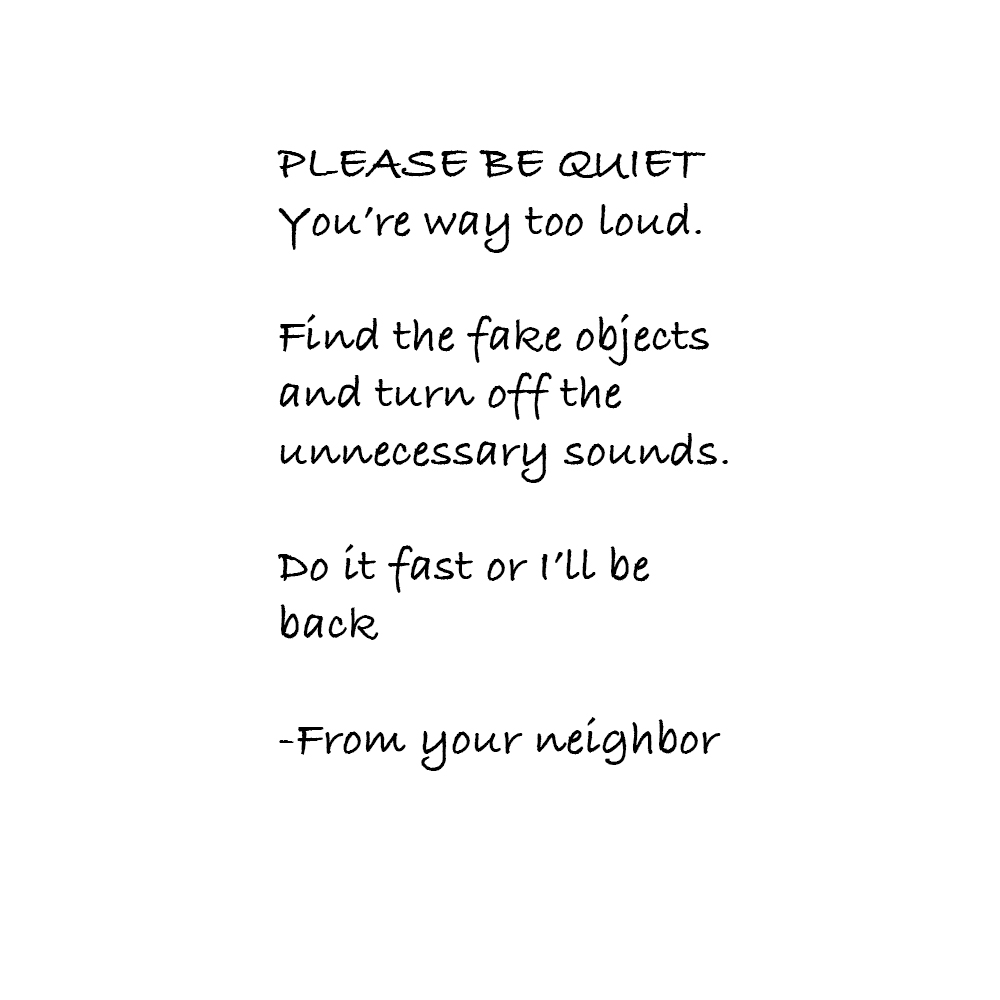 PLEASE BE QUIET
You're way too loud.
Find the fake objects
and turn off the
unnecessary sounds.
Do it fast or I'll be
back
-From your neighbor